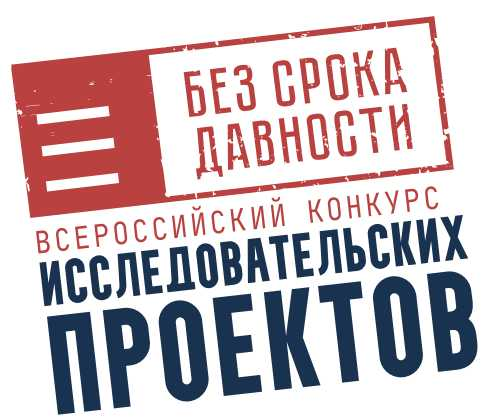 БЕЗ СРОКА
ДАВНОСТИ
ВСЕРОССИЙСКИЙ КОНКУРС
ИССЛЕДОВАТЕЛЬСКИХ
ПРОЕКТОВ